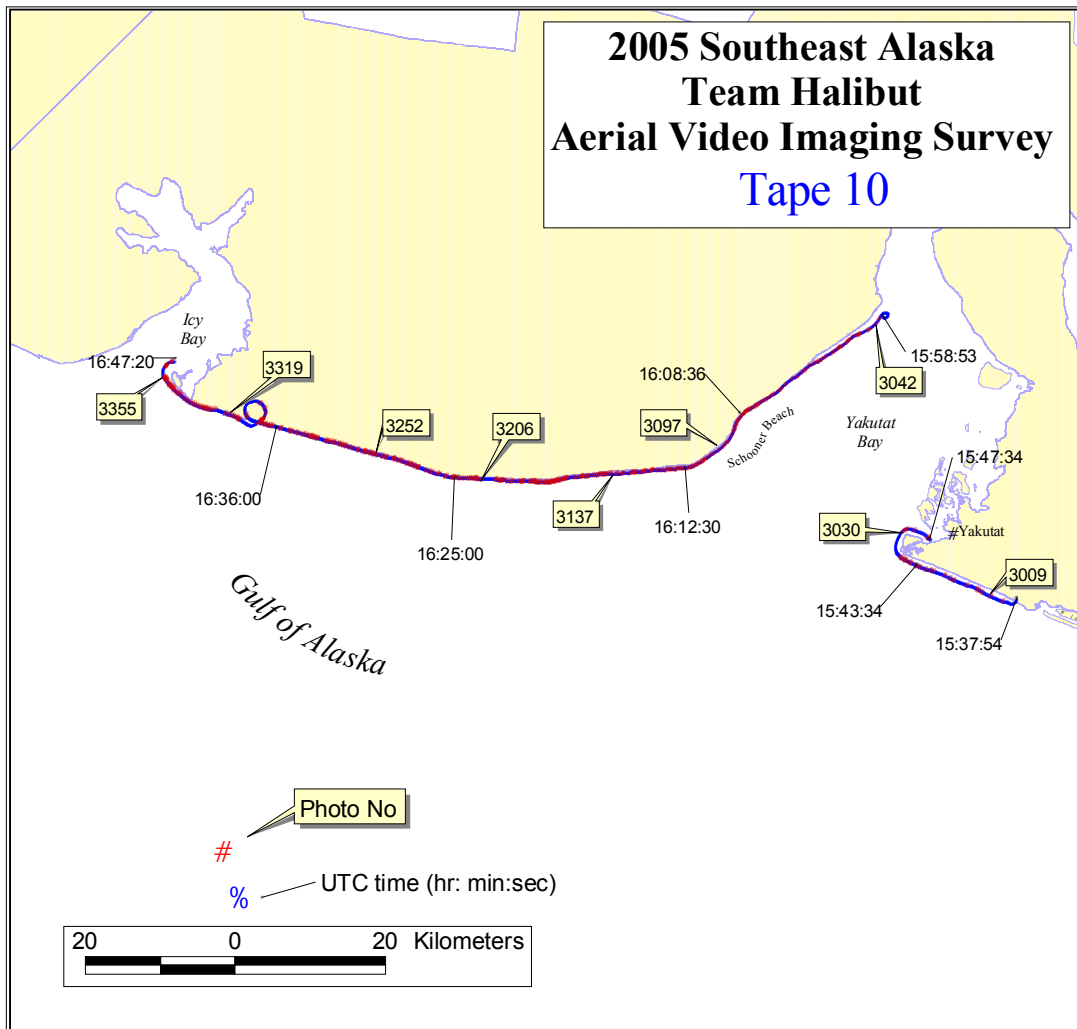 2005 Southeast Alaska
Team Halibut
Aerial Video Imaging Survey
Tape 10
Icy
Bay
16:47:20
3319
3355
3252
3206
16:36:00
16:25:00
3137
3097
16:08:36
Schooner Beach
16:12:30
15:58:53
3042
Yakutat
Bay
15:47:34
3030
#Yakutat
3009
15:43:34
15:37:54
Gulf of Alaska
Photo No
#
% UTC time (hr: min:sec)
20 0 20 Kilometers